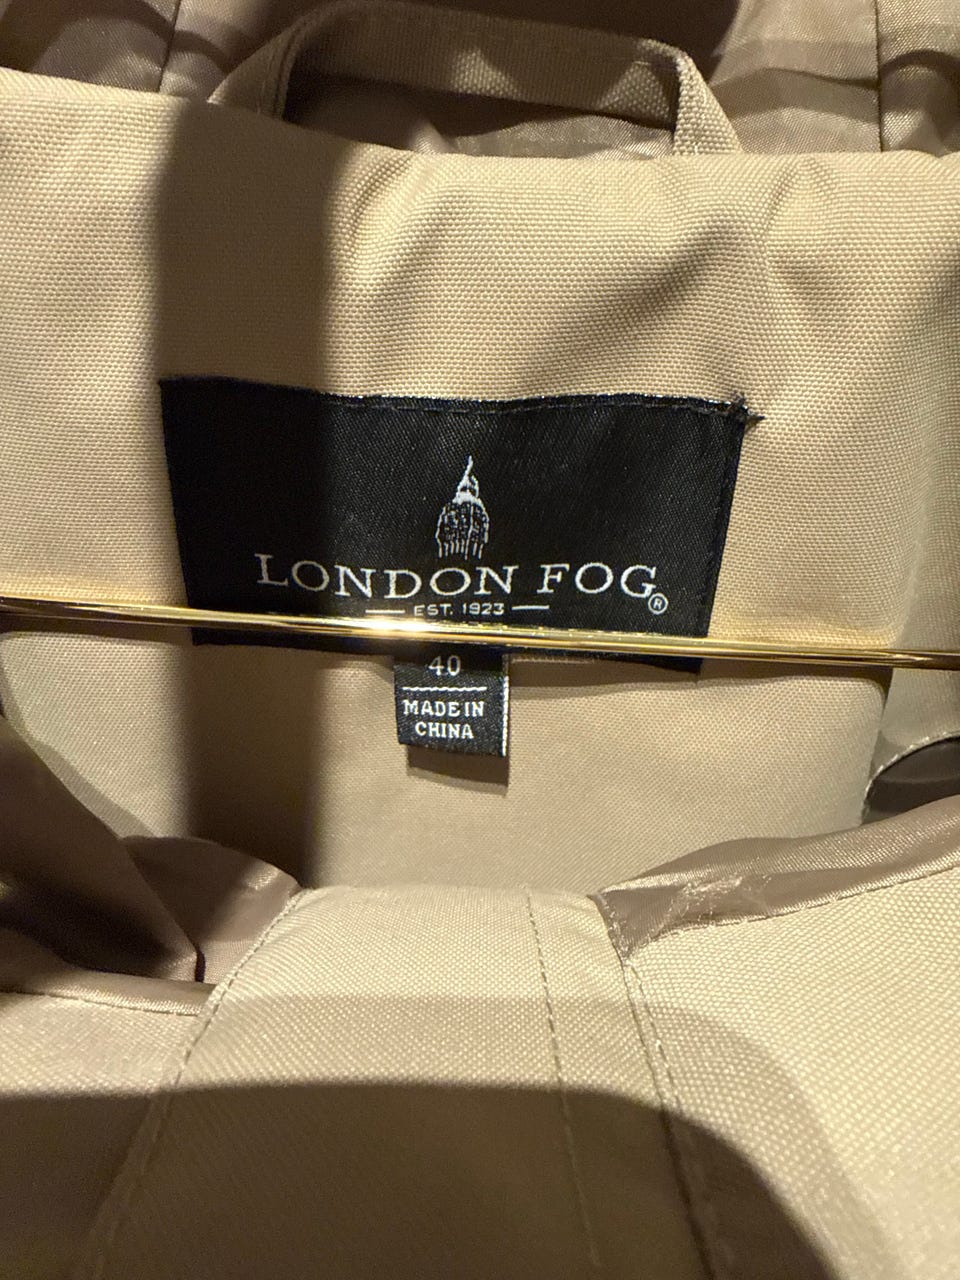 LONDON FOG®
EST. 1923
40
MADE IN
CHINA